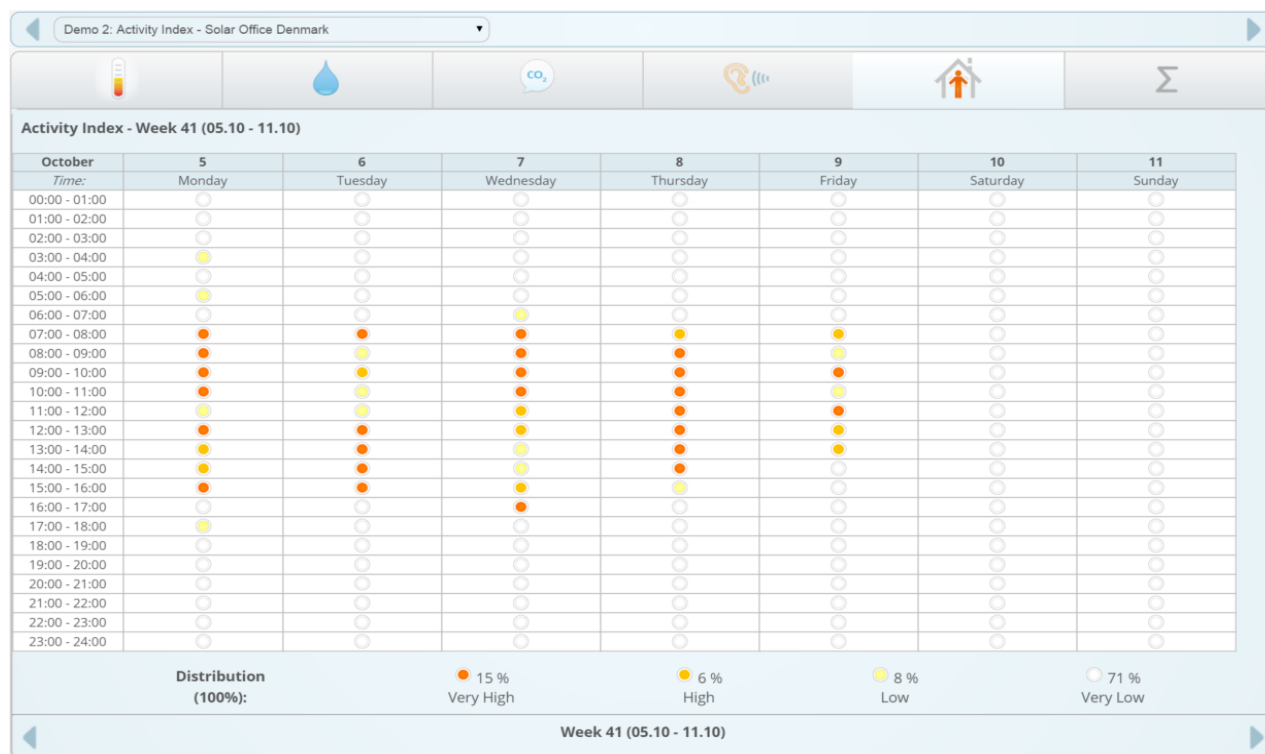 Demo 2: Activity Index - Solar Office Denmark
CO2
Σ
Activity Index - Week 41 (05.10 - 11.10)
October 5 6 7 8 9 10 11
Time: Monday Tuesday Wednesday Thursday Friday Saturday Sunday
00:00 - 01:00
01:00 - 02:00
02:00 - 03:00
03:00 - 04:00
04:00 - 05:00
05:00 - 06:00
06:00 - 07:00
07:00 - 08:00
08:00 - 09:00
09:00 - 10:00
10:00 - 11:00
11:00 - 12:00
12:00 - 13:00
13:00 - 14:00
14:00 - 15:00
15:00 - 16:00
16:00 - 17:00
17:00 - 18:00
18:00 - 19:00
19:00 - 20:00
20:00 - 21:00
21:00 - 22:00
22:00 - 23:00
23:00 - 24:00
Distribution 15 % 6 % 8 % 71 %
(100%): Very High High Low Very Low
Week 41 (05.10 - 11.10)